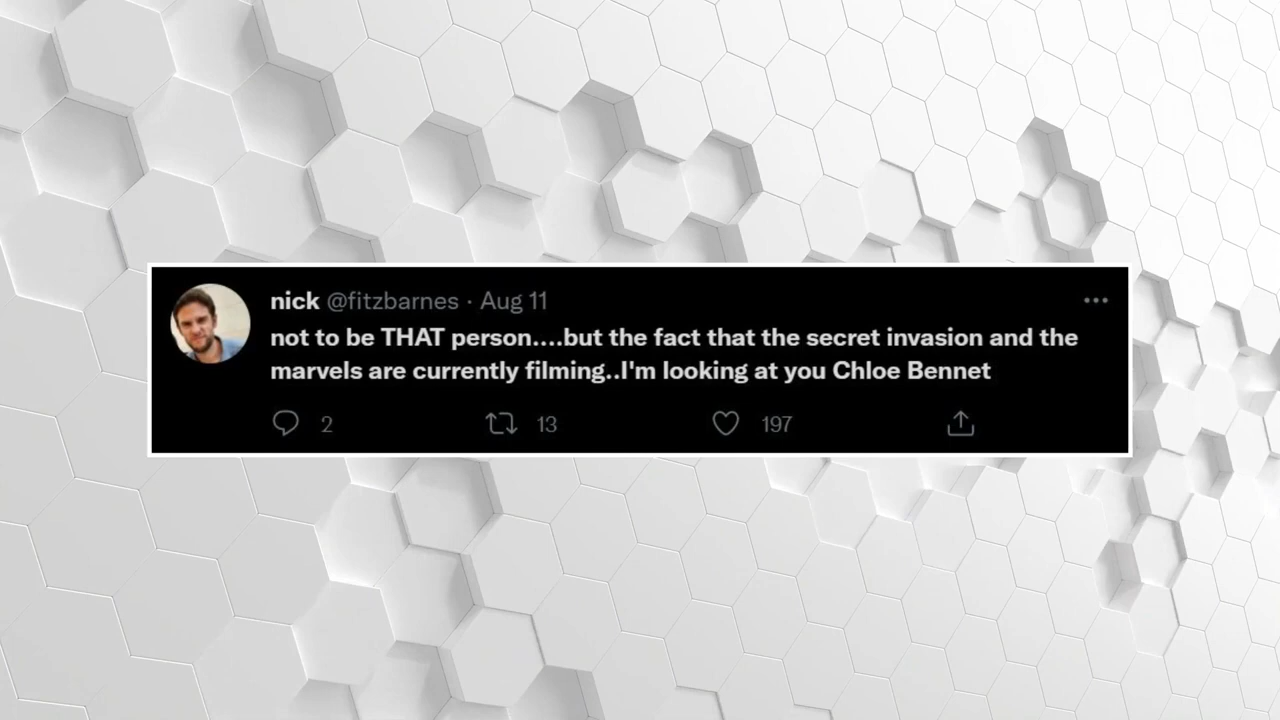 nick @fitzbarnes · Aug 11
not to be THAT person....but the fact that the secret invasion and the
marvels are currently filming..I'm looking at you Chloe Bennet
2 13 197